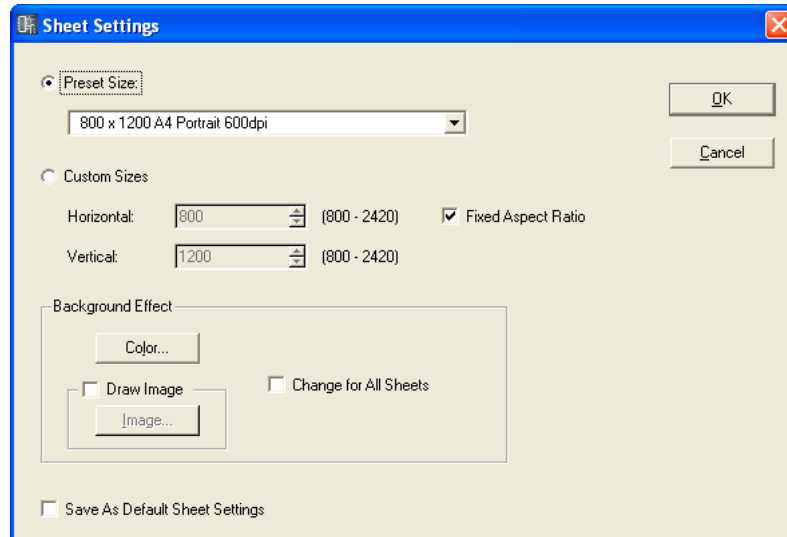 Sheet Settings
Preset Size:
OK
800 x 1200 A4 Portrait 600dpi
Cancel
Custom Sizes
Horizontal: 800 (800 - 2420) Fixed Aspect Ratio
Vertical: 1200 (800 - 2420)
Background Effect
Color...
Draw Image Change for All Sheets
Image...
Save As Default Sheet Settings